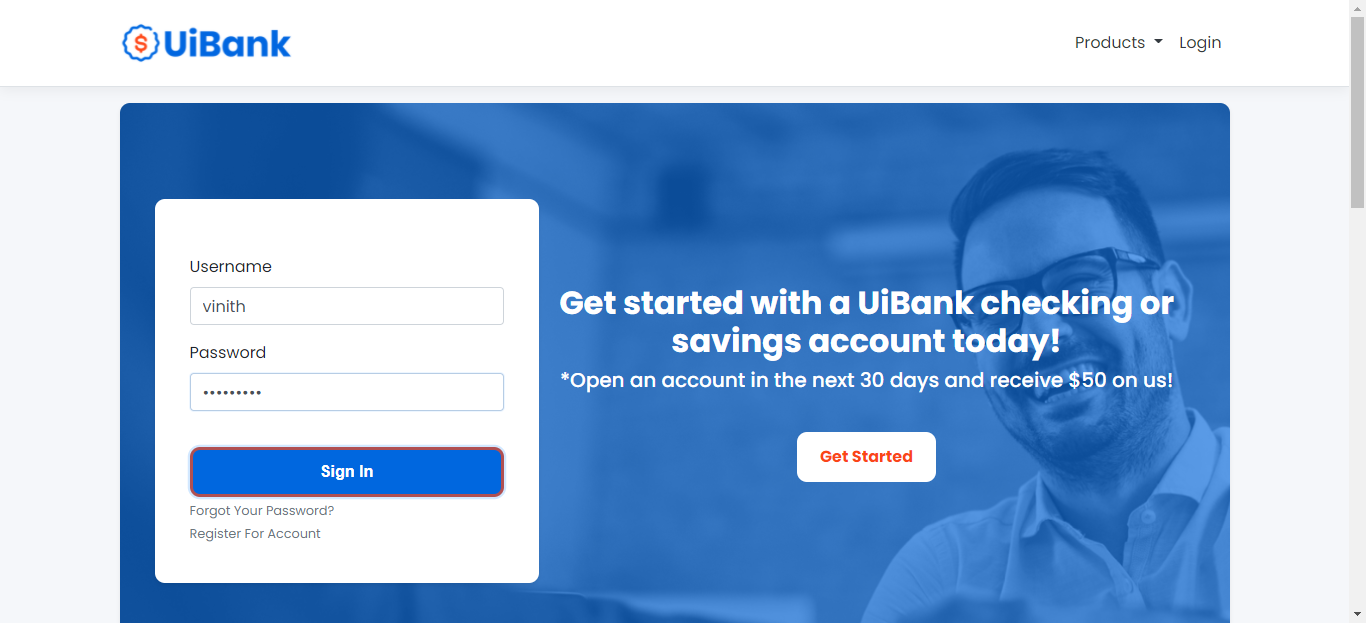 UiBank
Products
Login
Username
vinith
Password
•••••••••
Sign In
Forgot Your Password?
Register For Account
Get started with a UiBank checking or
savings account today!
*Open an account in the next 30 days and receive $50 on us!
Get Started